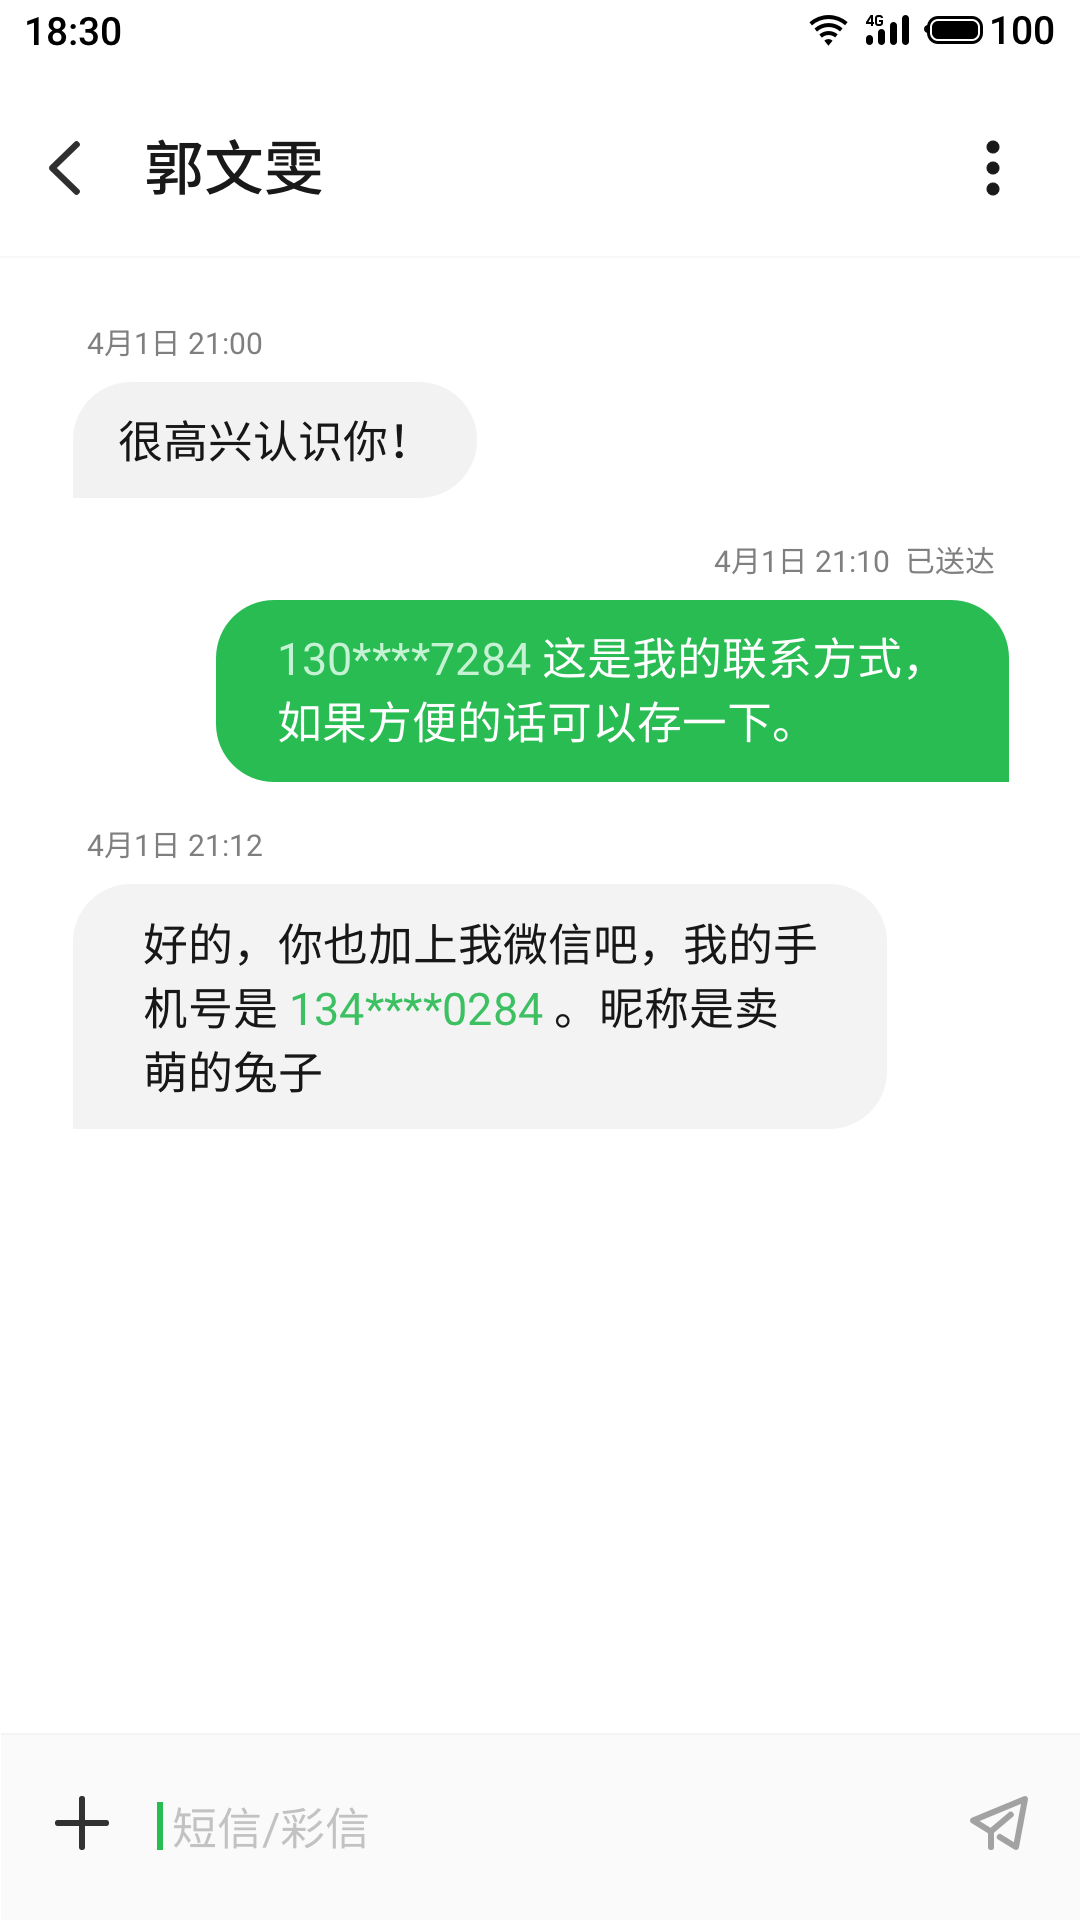 18:30
4G
100
郭文雯
4月1日 21:00
很高兴认识你！
4月1日 21:10 已送达
130****7284 这是我的联系方式，
如果方便的话可以存一下。
4月1日 21:12
好的，你也加上我微信吧，我的手
机号是 134****0284 。昵称是卖
萌的兔子
短信/彩信